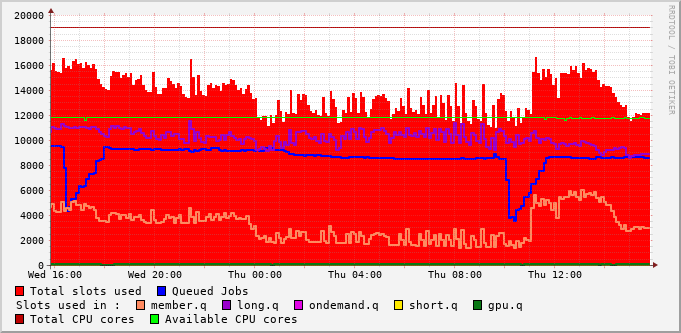 20000
18000
16000
14000
12000
10000
8000
6000
4000
2000
0
Wed 16:00 Wed 20:00 Thu 00:00 Thu 04:00 Thu 08:00 Thu 12:00
Total slots used Queued Jobs
Slots used in : member.q long.q ondemand.q short.q gpu.q
Total CPU cores Available CPU cores
RRDTOOL / TOBI OETIKER